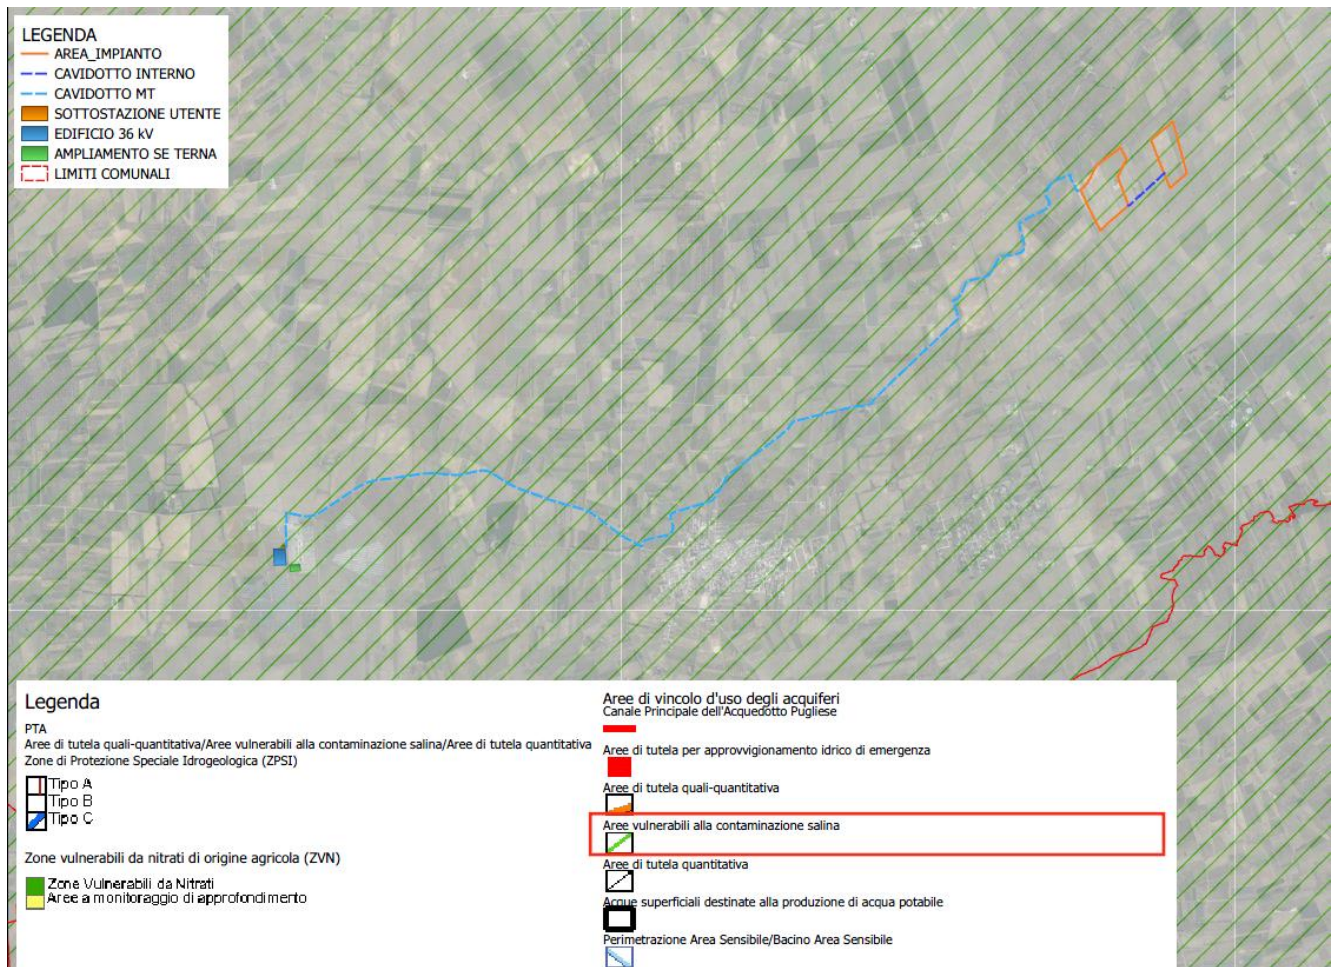 LEGENDA
AREA_IMPIANTO
CAVIDOTTO INTERNO
CAVIDOTTO MT
SOTTOSTAZIONE UTENTE
EDIFICIO 36 kV
AMPLIAMENTO SE TERNA
LIMITI COMUNALI
Legenda
PTA
Aree di tutela quali-quantitativa/Aree vulnerabili alla contaminazione salina/Aree di tutela quantitativa
Zone di Protezione Speciale Idrogeologica (ZPSI)
Tipo A
Tipo B
Tipo C
Zone vulnerabili da nitrati di origine agricola (ZVN)
Zone Vulnerabili da Nitrati
Aree a monitoraggio di approfondimento
Aree di vincolo d'uso degli acquiferi
Canale Principale dell'Acquedotto Pugliese
Aree di tutela per approvvigionamento idrico di emergenza
Aree di tutela quali-quantitativa
Aree vulnerabili alla contaminazione salina
Aree di tutela quantitativa
Acque superficiali destinate alla produzione di acqua potabile
Perimetrazione Area Sensibile/Bacino Area Sensibile